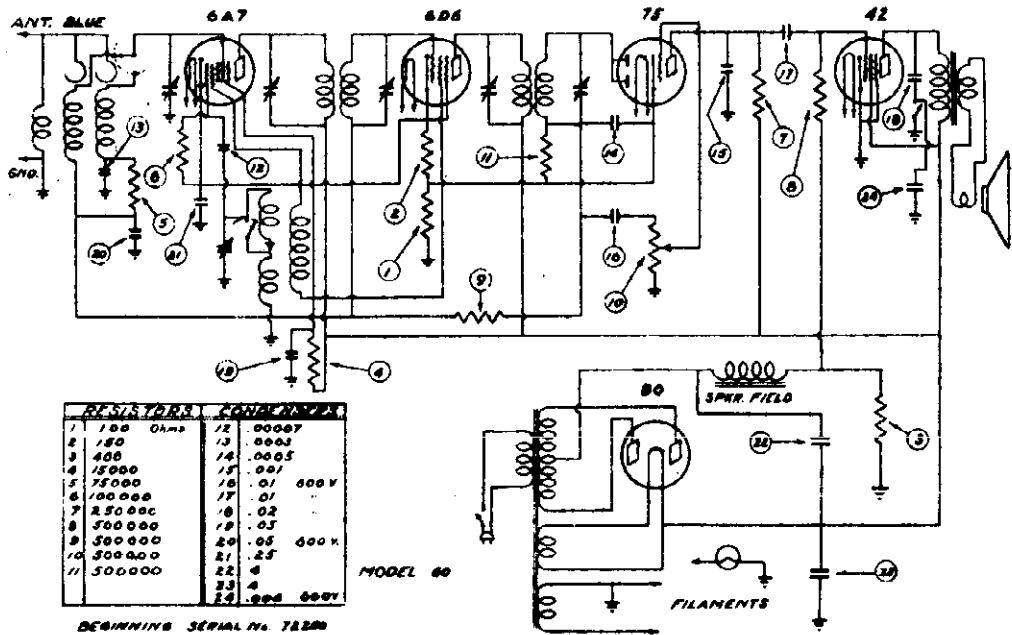 ANT. BLUE
6A7
6D6
75
42
GND.
13
12
6
5
20
21
2
1
11
14
16
10
9
15
17
7
8
18
24
19
4
80
SPKR. FIELD
22
3
23
RESISTORS CONDENSERS
1 100 Ohms 12 .00007
2 150 13 .0003
3 400 14 .0005
4 15000 15 .001
5 75000 16 .01 600V
6 100000 17 .01
7 250000 18 .02
8 500000 19 .05
9 500000 20 .05 600V.
10 500000 21 .25
11 500000 22 4
23 4
24 .006 600V
MODEL 60
FILAMENTS
BEGINNING SERIAL No.